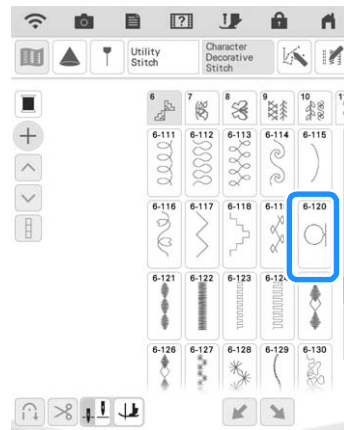 Utility
Stitch
Character
Decorative
Stitch
6 7 8 9 10
6-111 6-112 6-113 6-114 6-115
6-116 6-117 6-118 6-120
6-121 6-122 6-123
6-126 6-127 6-128 6-129 6-130